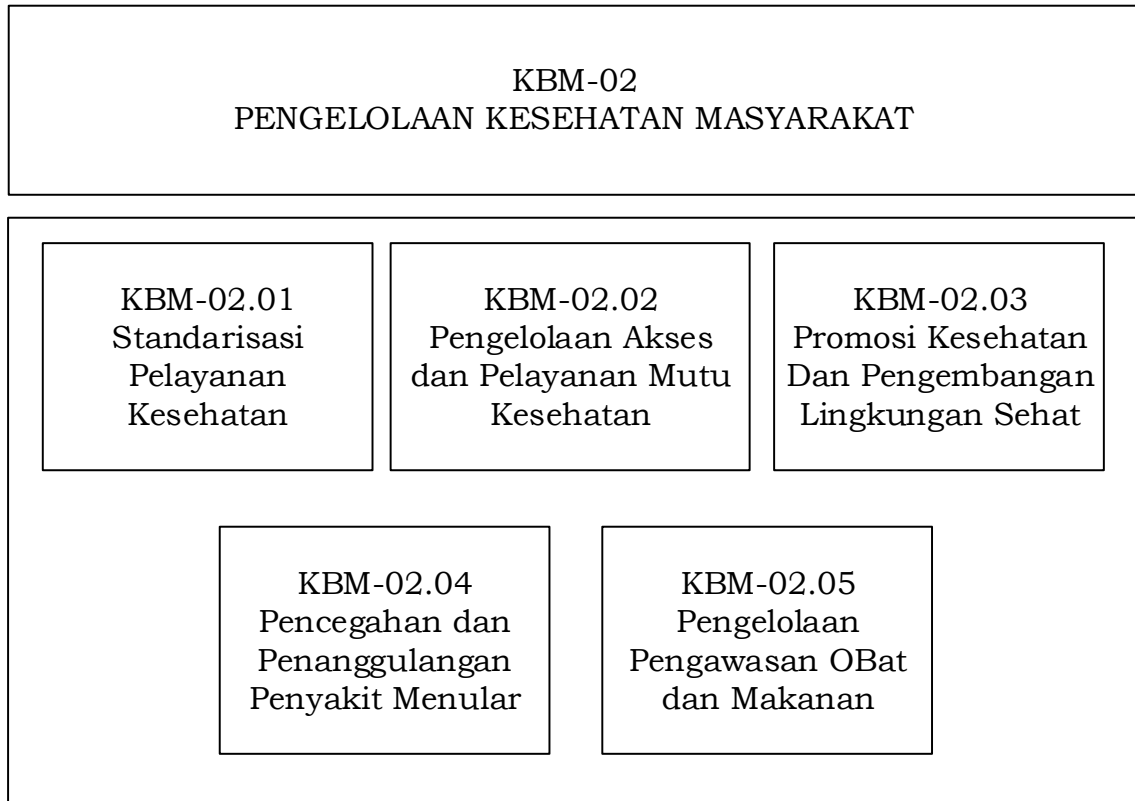 KBM-02
PENGELOLAAN KESEHATAN MASYARAKAT
KBM-02.01
Standarisasi
Pelayanan
Kesehatan
KBM-02.02
Pengelolaan Akses
dan Pelayanan Mutu
Kesehatan
KBM-02.03
Promosi Kesehatan
Dan Pengembangan
Lingkungan Sehat
KBM-02.04
Pencegahan dan
Penanggulangan
Penyakit Menular
KBM-02.05
Pengelolaan
Pengawasan OBat
dan Makanan